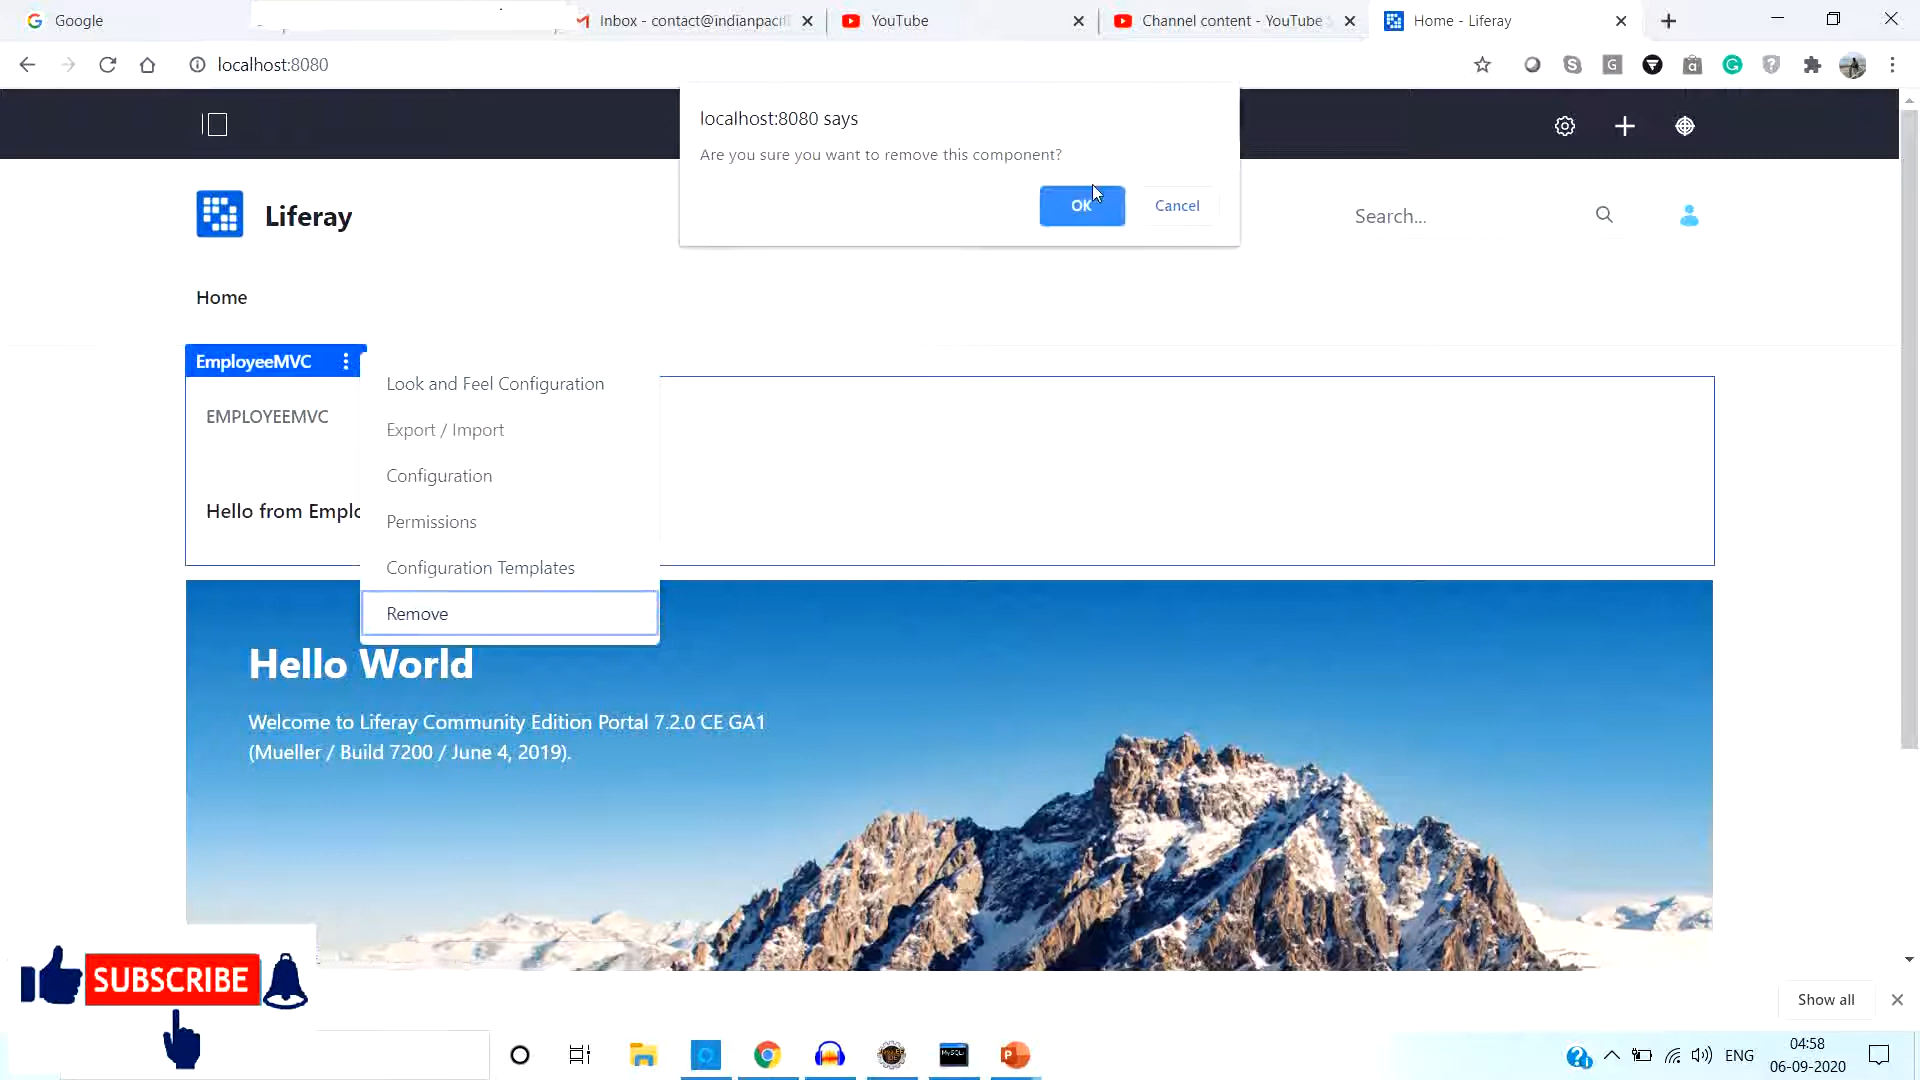 Google
Inbox - contact@indianpacifi
YouTube
Channel content - YouTube S
Home - Liferay
localhost:8080
localhost:8080 says
Are you sure you want to remove this component?
OK
Cancel
Liferay
Search...
Home
EmployeeMVC
EMPLOYEEMVC
Hello from Emplo
Look and Feel Configuration
Export / Import
Configuration
Permissions
Configuration Templates
Remove
Hello World
Welcome to Liferay Community Edition Portal 7.2.0 CE GA1
(Mueller / Build 7200 / June 4, 2019).
SUBSCRIBE
Show all
ENG
04:58
06-09-2020